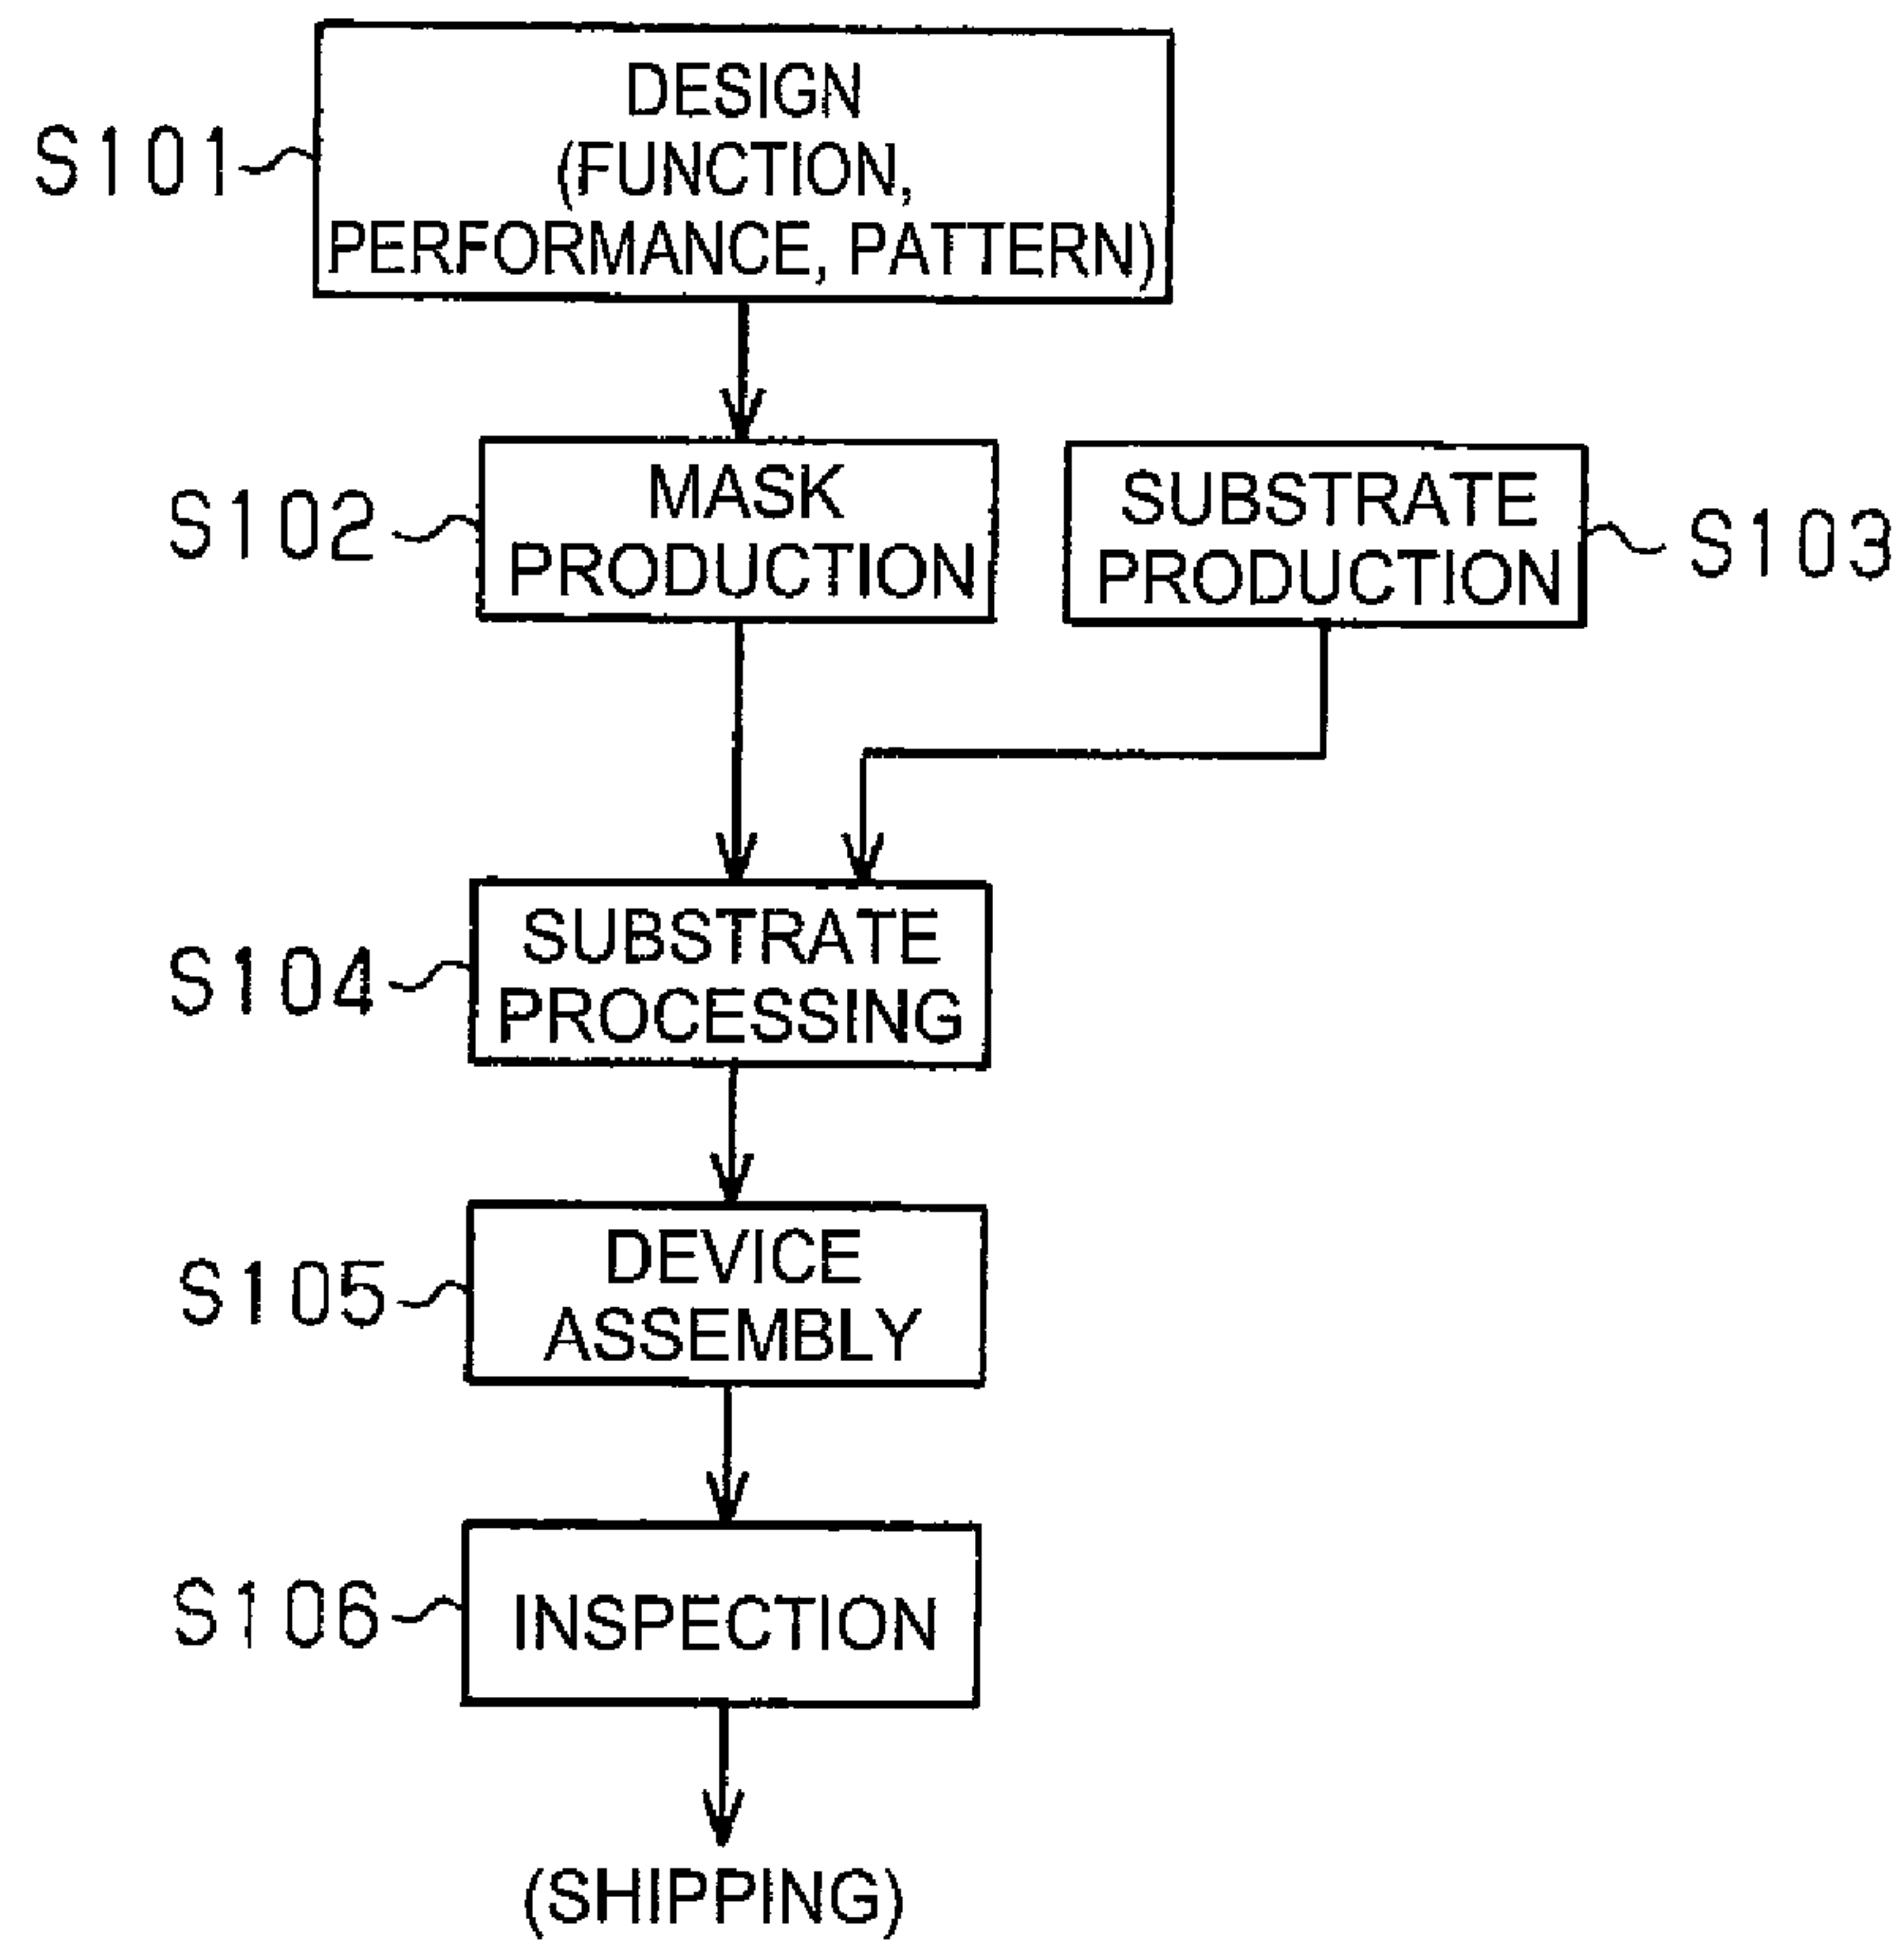 DESIGN
(FUNCTION,
PERFORMANCE, PATTERN)
S101
MASK
PRODUCTION
S102
SUBSTRATE
PRODUCTION
S103
SUBSTRATE
PROCESSING
S104
DEVICE
ASSEMBLY
S105
INSPECTION
S106
(SHIPPING)